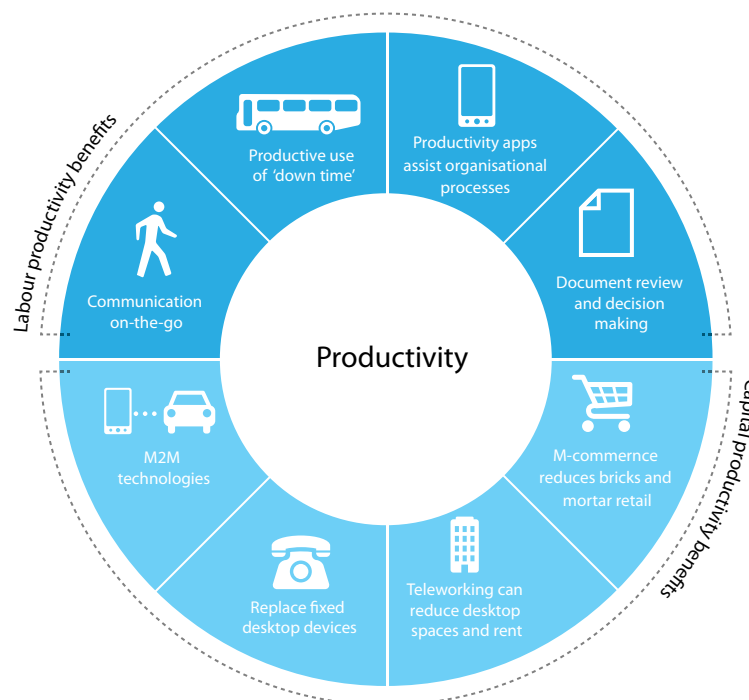 Labour productivity benefits
Productive use
of ‘down time’
Productivity apps
assist organisational
processes
Communication
on-the-go
Document review
and decision
making
Productivity
M2M
technologies
M-commernce
reduces bricks and
mortar retail
Replace fixed
desktop devices
Teleworking can
reduce desktop
spaces and rent
Capital productivity benefits